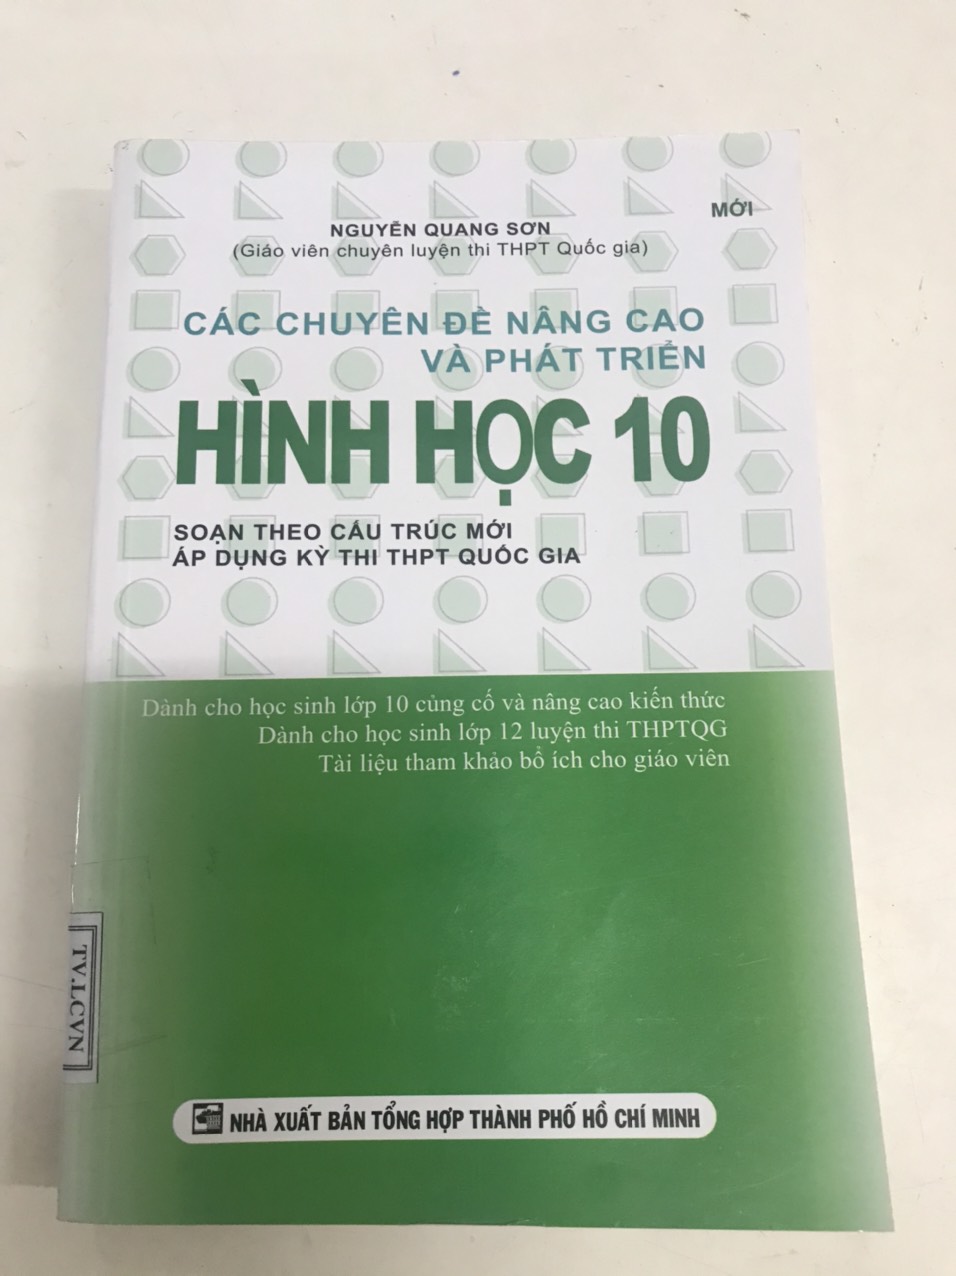 MỚI
NGUYỄN QUANG SƠN
(Giáo viên chuyên luyện thi THPT Quốc gia)
CÁC CHUYÊN ĐỀ NÂNG CAO
VÀ PHÁT TRIỂN
HÌNH HỌC 10
SOẠN THEO CẤU TRÚC MỚI
ÁP DỤNG KỲ THI THPT QUỐC GIA
Dành cho học sinh lớp 10 củng cố và nâng cao kiến thức
Dành cho học sinh lớp 12 luyện thi THPTQG
Tài liệu tham khảo bổ ích cho giáo viên
TV.LCVN
NHÀ XUẤT BẢN TỔNG HỢP THÀNH PHỐ HỒ CHÍ MINH